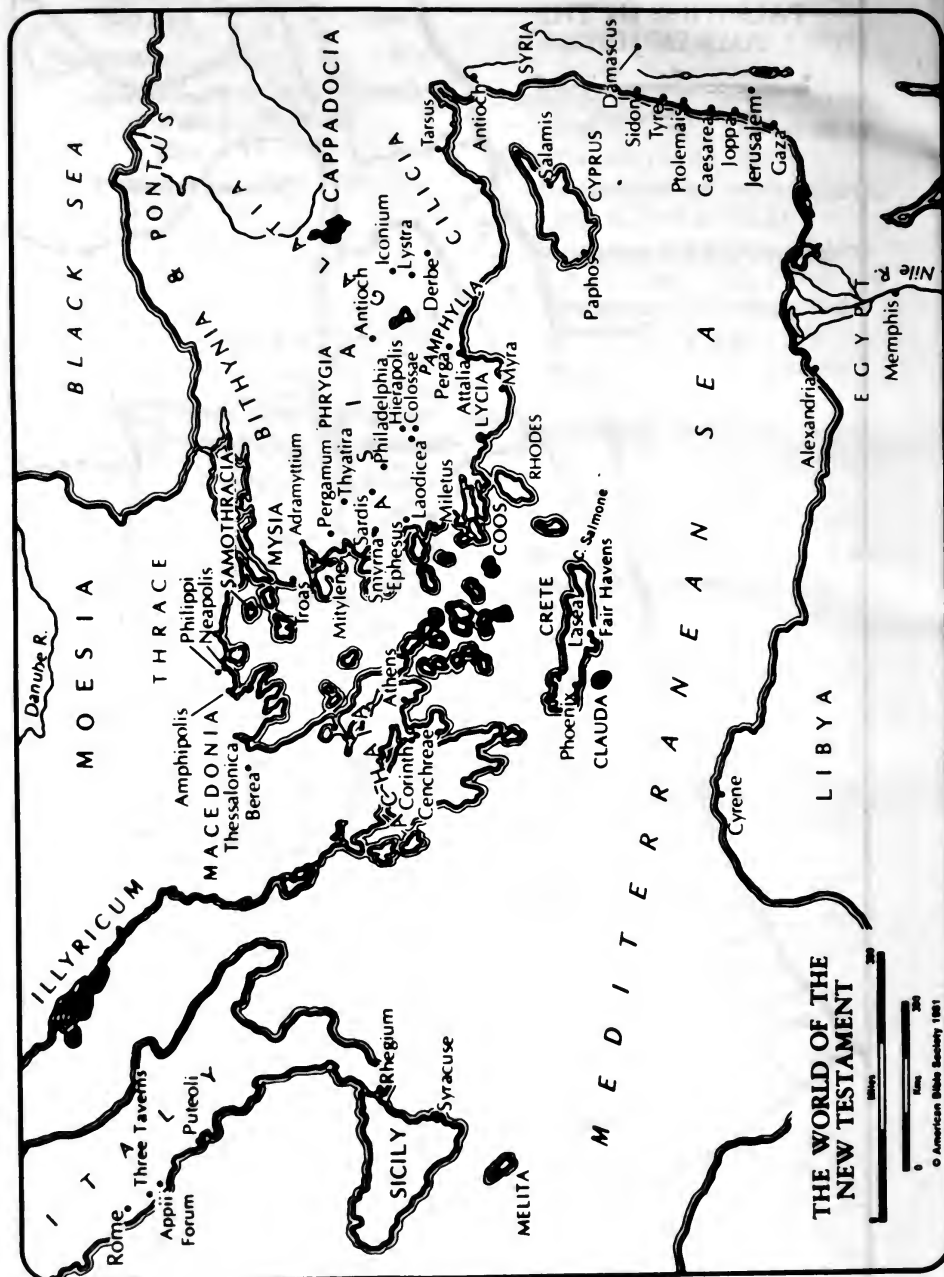 BLACK SEA
MOESIA
Danube R.
ILLYRICUM
ITALY
Rome
Three Taverns
Appii
Forum
Puteoli
THRACE
Philippi
Neapolis
Amphipolis
MACEDONIA
Thessalonica
Berea
SAMOTHRACIA
BITHYNIA & PONTUS
MYSIA
Adramyttium
Troas
Mitylene
Pergamum
PHRYGIA
Thyatira
ASIA
Sardis
Philadelphia
Smyrna
Hierapolis
Ephesus
Colossae
Laodicea
Miletus
GALATIA
CAPPADOCIA
Antioch
Iconium
Lystra
Derbe
CILICIA
Tarsus
PAMPHYLIA
Perga
Attalia
LYCIA
Myra
RHODES
COOS
ACHAIA
Athens
Corinth
Cenchreae
Rhegium
SICILY
Syracuse
MELITA
CRETE
Phoenix
Lasea
C. Salmone
Fair Havens
CLAUDA
Antioch
SYRIA
Salamis
CYPRUS
Paphos
Damascus
Sidon
Tyre
Ptolemais
Caesarea
Joppa
Jerusalem
Gaza
MEDITERRANEAN SEA
Cyrene
LIBYA
Alexandria
EGYPT
Nile
R.
Memphis
THE WORLD OF THE
NEW TESTAMENT
0 Miles 300
0 Kms 300
© American Bible Society 1981